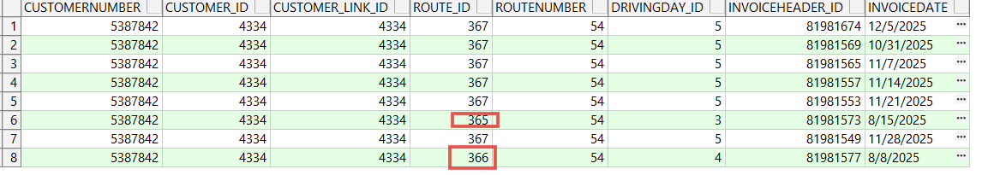 CUSTOMERNUMBER CUSTOMER_ID CUSTOMER_LINK_ID ROUTE_ID ROUTENUMBER DRIVINGDAY_ID INVOICEHEADER_ID INVOICEDATE
1 5387842 4334 4334 367 54 5 81981674 12/5/2025 ...
2 5387842 4334 4334 367 54 5 81981569 10/31/2025 ...
3 5387842 4334 4334 367 54 5 81981565 11/7/2025 ...
4 5387842 4334 4334 367 54 5 81981557 11/14/2025 ...
5 5387842 4334 4334 367 54 5 81981553 11/21/2025 ...
6 5387842 4334 4334 365 54 3 81981573 8/15/2025 ...
7 5387842 4334 4334 367 54 5 81981549 11/28/2025 ...
8 5387842 4334 4334 366 54 4 81981577 8/8/2025 ...